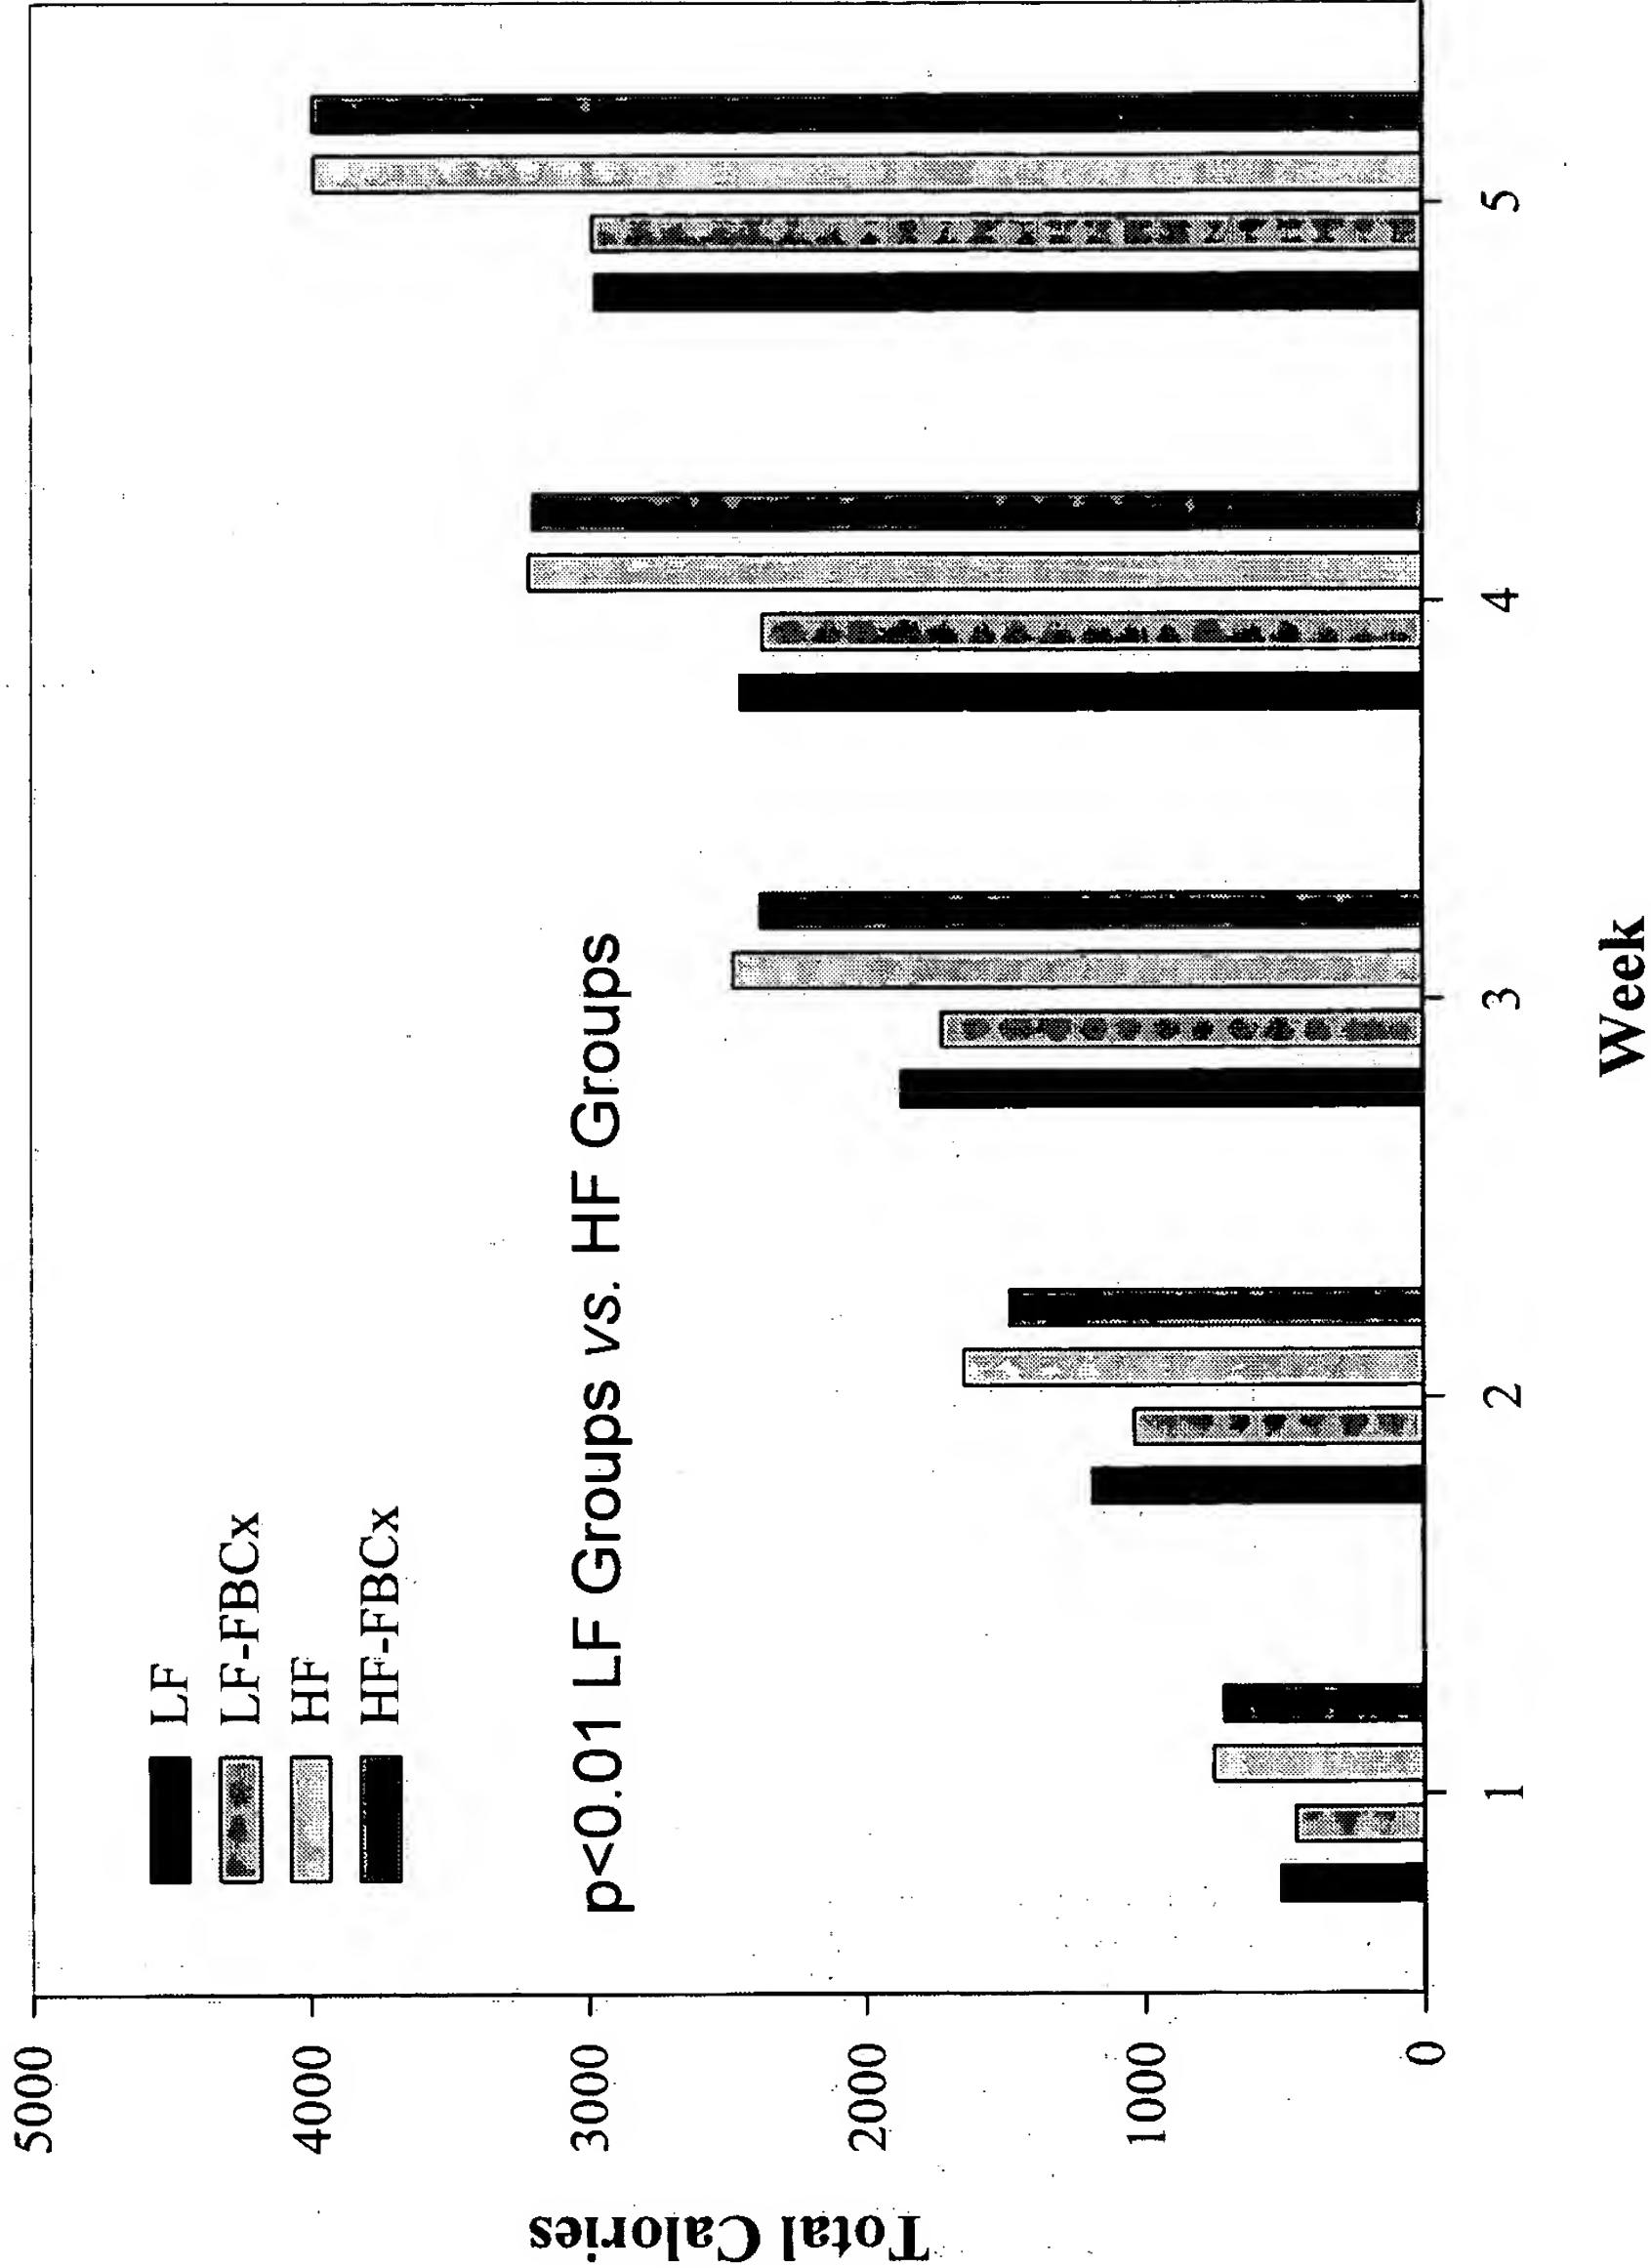 LF
LF-FBCx
HF
HF-FBCx
p<0.01 LF Groups vs. HF Groups
Total Calories
5000
4000
3000
2000
1000
0
1
2
3
4
5
Week